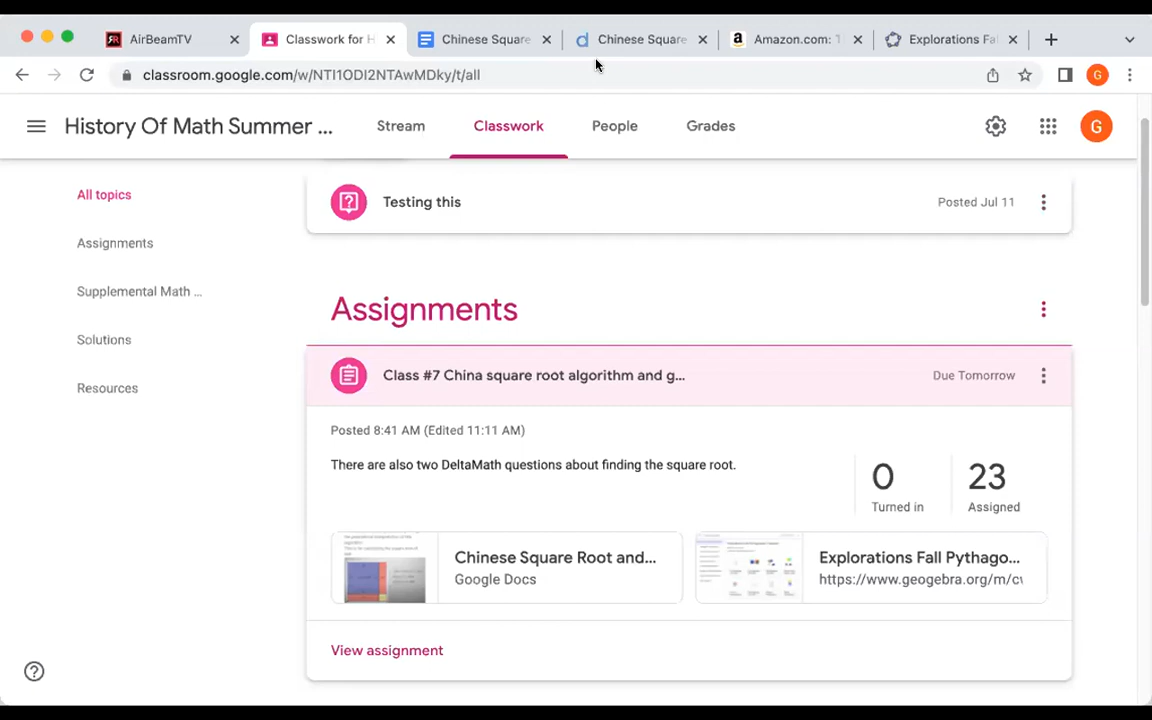 AirBeamTV
Classwork for H
Chinese Square
Chinese Square
Amazon.com: T
Explorations Fal
classroom.google.com/w/NTI1ODI2NTAwMDky/t/all
G
History Of Math Summer ...
Stream
Classwork
People
Grades
G
All topics
Assignments
Supplemental Math ...
Solutions
Resources
Testing this
Posted Jul 11
Assignments
Class #7 China square root algorithm and g...
Due Tomorrow
Posted 8:41 AM (Edited 11:11 AM)
There are also two DeltaMath questions about finding the square root.
0
Turned in
23
Assigned
Chinese Square Root and...
Google Docs
Explorations Fall Pythago...
https://www.geogebra.org/m/cv
View assignment